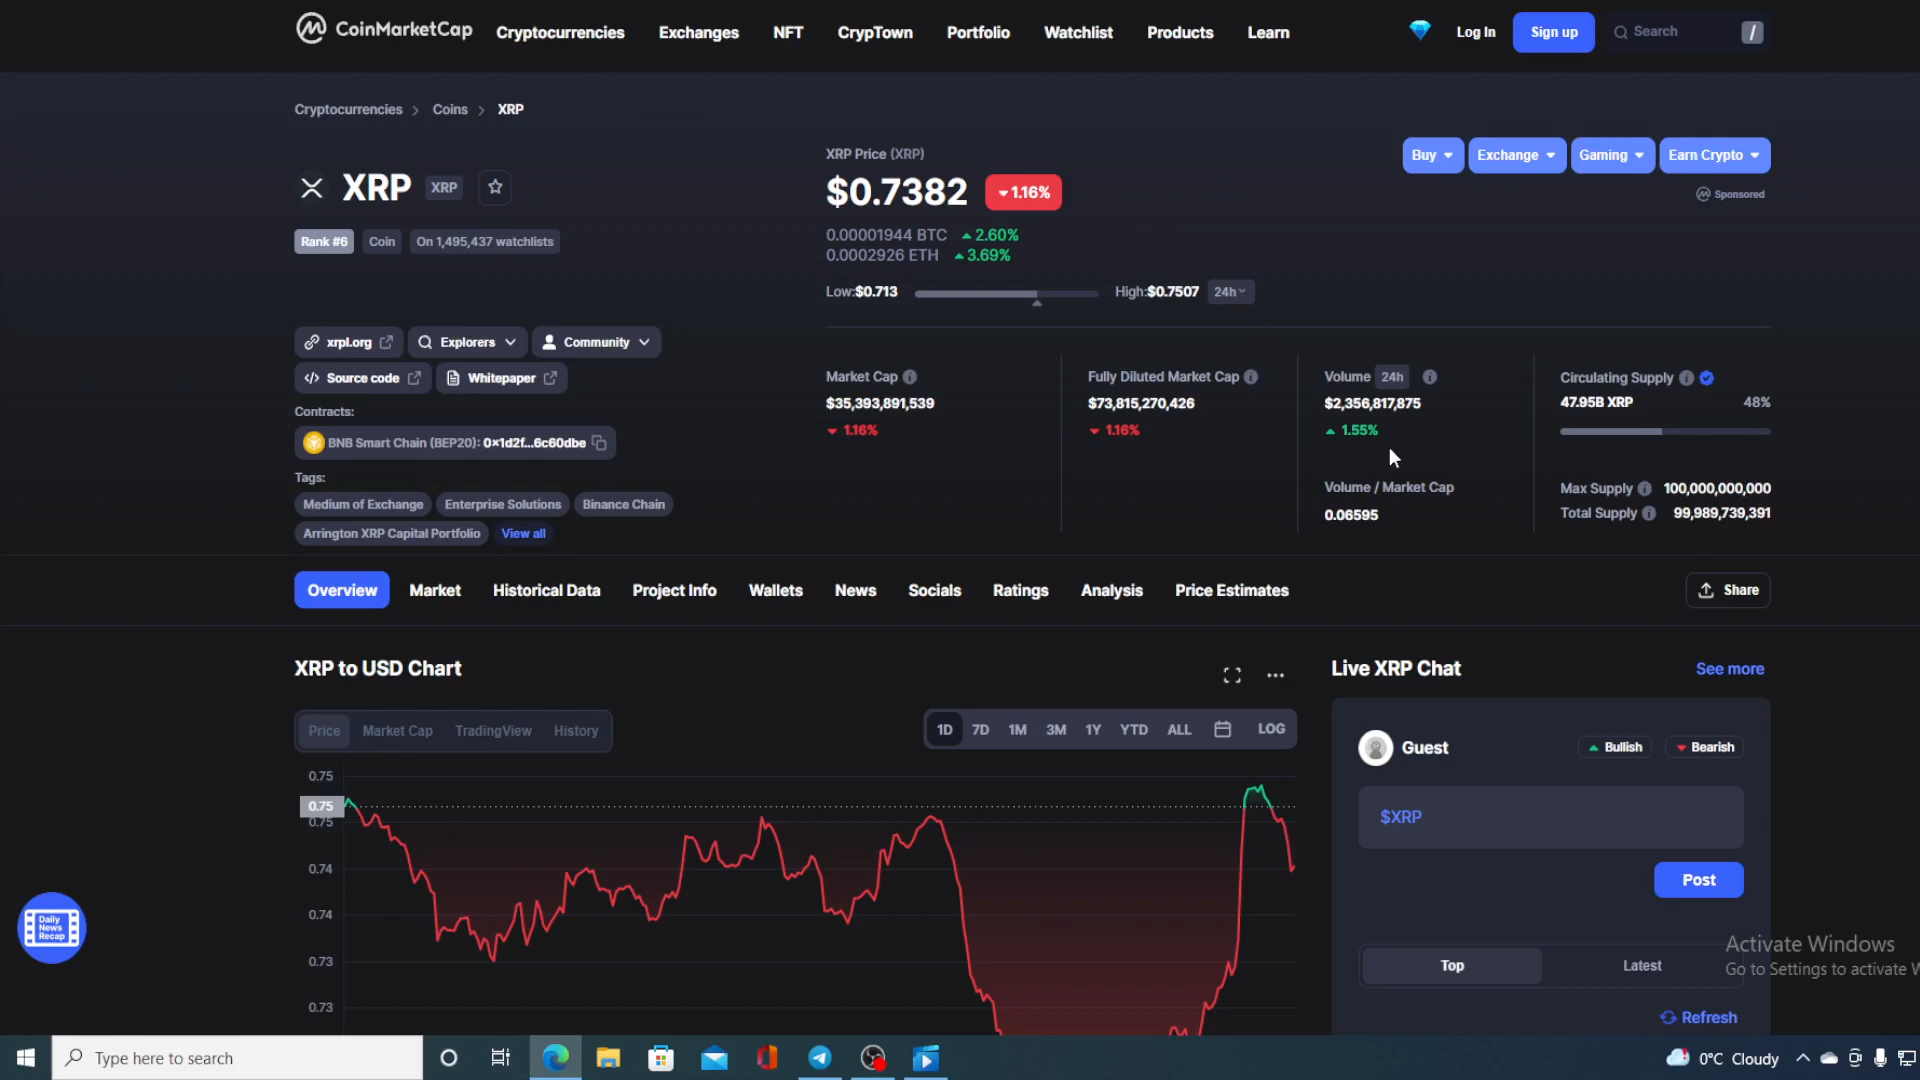 CoinMarketCap Cryptocurrencies Exchanges NFT CrypTown Portfolio Watchlist Products Learn Log In Sign up Search /
Cryptocurrencies > Coins > XRP
XRP XRP
Rank #6 Coin On 1,495,437 watchlists
XRP Price (XRP)
$0.7382 1.16%
0.00001944 BTC 2.60%
0.0002926 ETH 3.69%
Low:$0.713 High:$0.7507 24h
Buy Exchange Gaming Earn Crypto
Sponsored
xrpl.org Explorers Community
Source code Whitepaper
Contracts:
BNB Smart Chain (BEP20): 0x1d2f...6c60dbe
Tags:
Medium of Exchange Enterprise Solutions Binance Chain
Arrington XRP Capital Portfolio View all
Market Cap
$35,393,891,539
1.16%
Fully Diluted Market Cap
$73,815,270,426
1.16%
Volume 24h
$2,356,817,875
1.55%
Volume / Market Cap
0.06595
Circulating Supply
47.95B XRP 48%
Max Supply 100,000,000,000
Total Supply 99,989,739,391
Overview Market Historical Data Project Info Wallets News Socials Ratings Analysis Price Estimates Share
XRP to USD Chart
Price Market Cap TradingView History 1D 7D 1M 3M 1Y YTD ALL LOG
0.75
0.75
0.75
0.74
0.74
0.73
0.73
Live XRP Chat See more
Guest Bullish Bearish
$XRP
Post
Top Latest
Refresh
Daily
News
Recap
Activate Windows
Go to Settings to activate W
Type here to search 0°C Cloudy